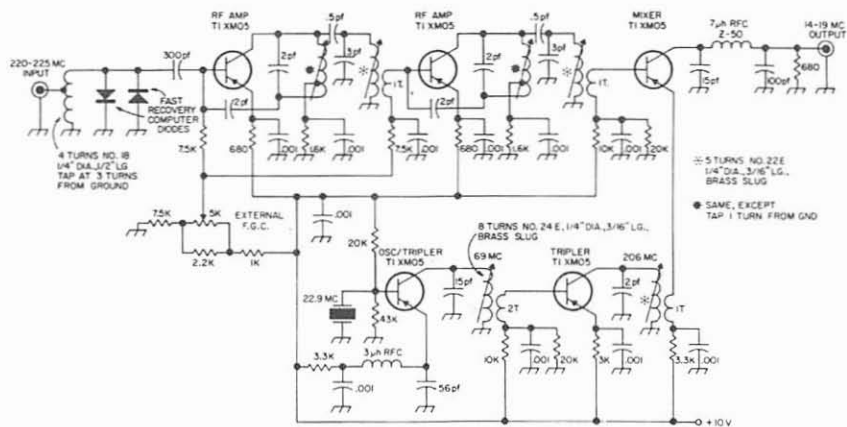 RF AMP
TI XM05
RF AMP
TI XM05
MIXER
TI XM05
7μh RFC
Z-50
14-19 MC
OUTPUT
.5pf
.5pf
220-225 MC
INPUT
300pf
2pf
3pf
2pf
3pf
15pf
100pf
680
1T.
1T.
FAST
RECOVERY
COMPUTER
DIODES
2pf
2pf
4 TURNS NO. 18
1/4" DIA., 1/2" LG
TAP AT 3 TURNS
FROM GROUND
7.5K
680
.001
1.6K
.001
7.5K
.001
680
.001
1.6K
.001
10K
.001
20K
※ 5 TURNS NO. 22E
1/4" DIA., 3/16" LG.,
BRASS SLUG
● SAME, EXCEPT
TAP 1 TURN FROM GND
7.5K
5K
EXTERNAL
F.G.C.
2.2K
1K
.001
20K
8 TURNS NO. 24 E, 1/4" DIA., 3/16" LG.,
BRASS SLUG
OSC/TRIPLER
TI XM05
69 MC
TRIPLER
TI XM05
206 MC
22.9 MC
43K
15pf
2T
2pf
1T
3.3K
3μh RFC
.001
56pf
10K
.001
20K
3K
.001
3.3K
.001
+10V